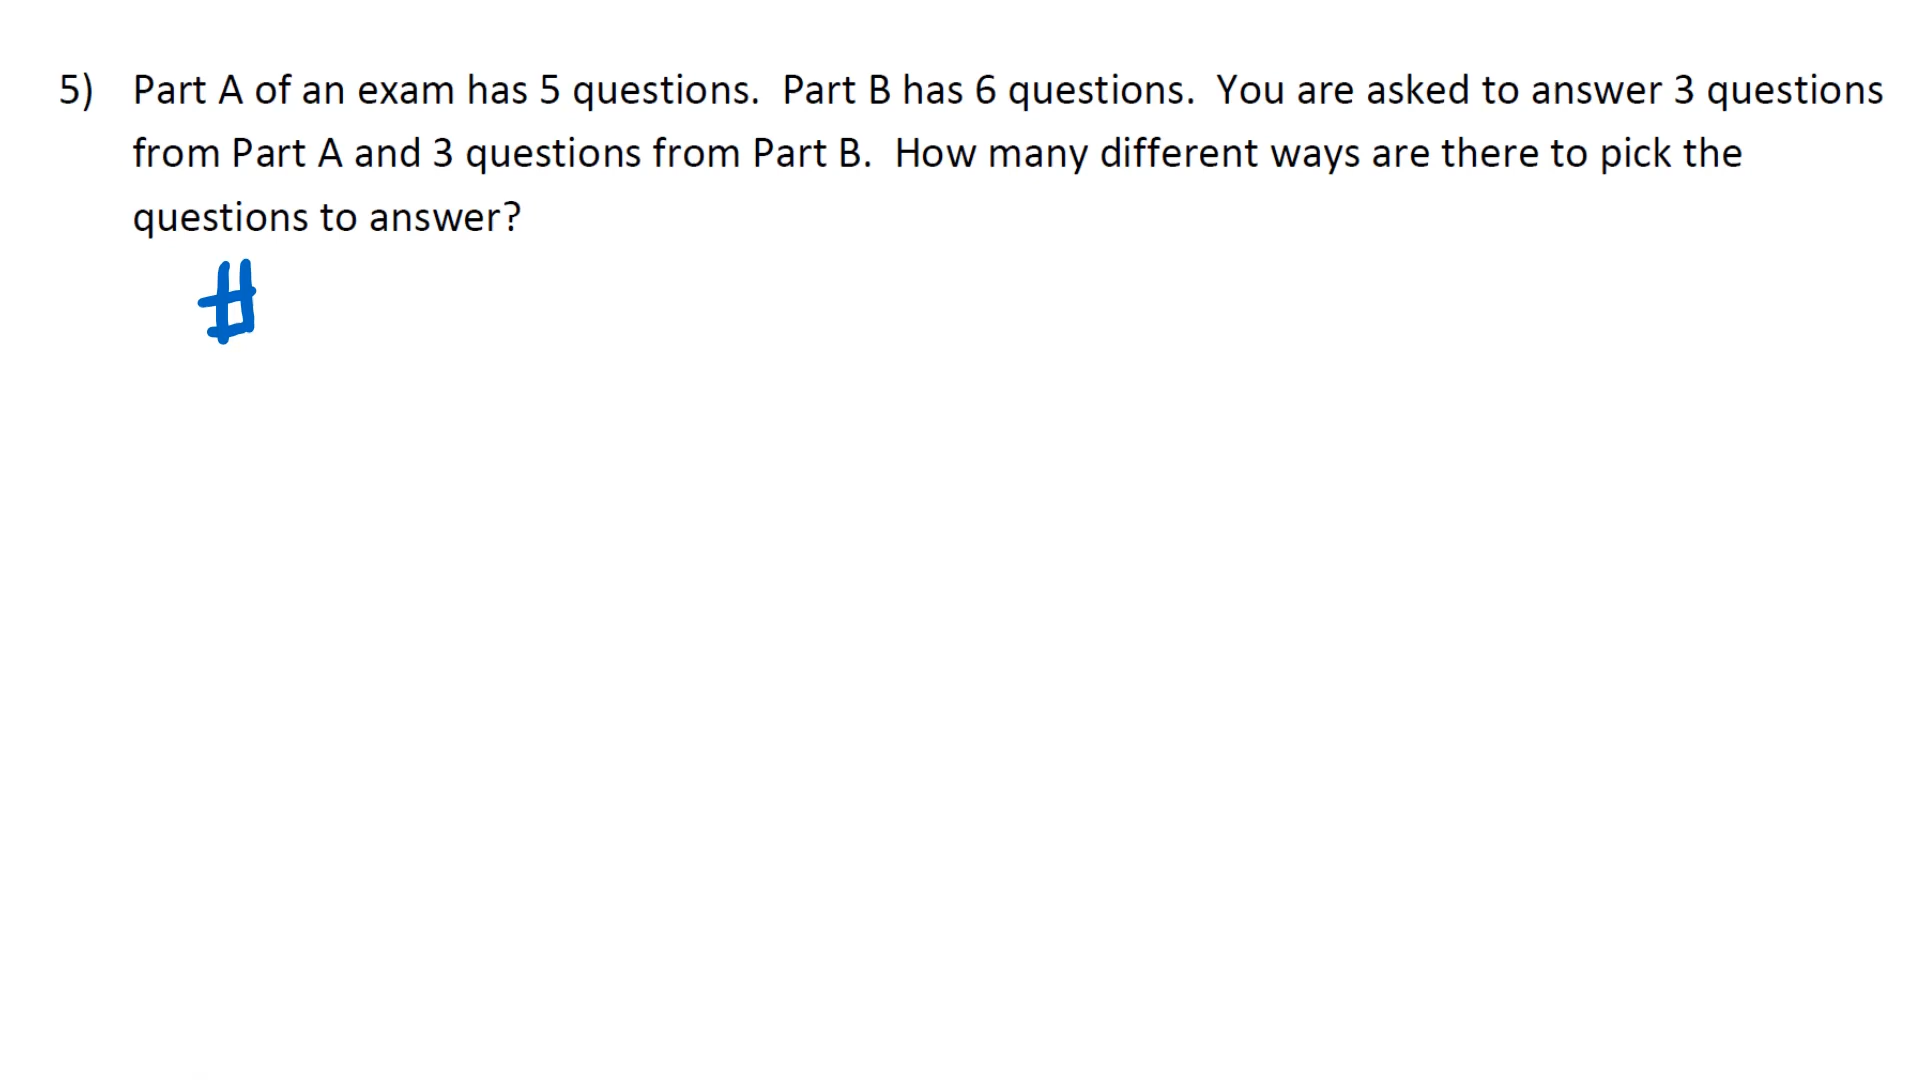 5) Part A of an exam has 5 questions. Part B has 6 questions. You are asked to answer 3 questions
from Part A and 3 questions from Part B. How many different ways are there to pick the
questions to answer?
#